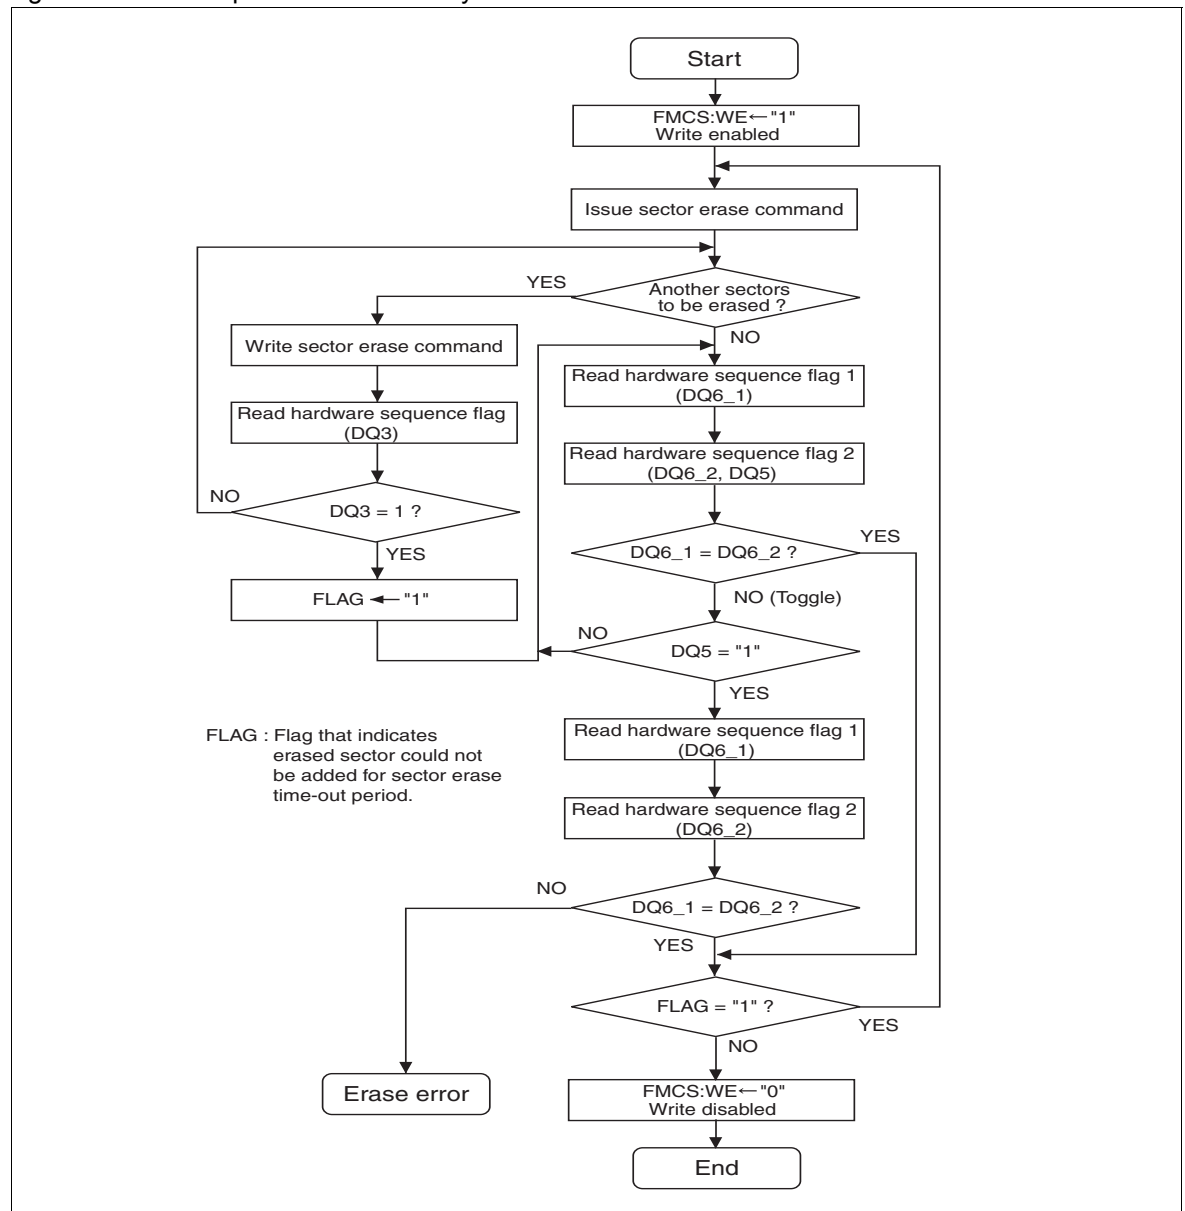 Start
FMCS:WE←"1"
Write enabled
Issue sector erase command
YES
Another sectors
to be erased ?
NO
Write sector erase command
Read hardware sequence flag
(DQ3)
NO
DQ3 = 1 ?
YES
FLAG ← "1"
Read hardware sequence flag 1
(DQ6_1)
Read hardware sequence flag 2
(DQ6_2, DQ5)
YES
DQ6_1 = DQ6_2 ?
NO (Toggle)
NO
DQ5 = "1"
YES
Read hardware sequence flag 1
(DQ6_1)
FLAG : Flag that indicates
erased sector could not
be added for sector erase
time-out period.
Read hardware sequence flag 2
(DQ6_2)
NO
DQ6_1 = DQ6_2 ?
YES
FLAG = "1" ?
YES
NO
Erase error
FMCS:WE←"0"
Write disabled
End